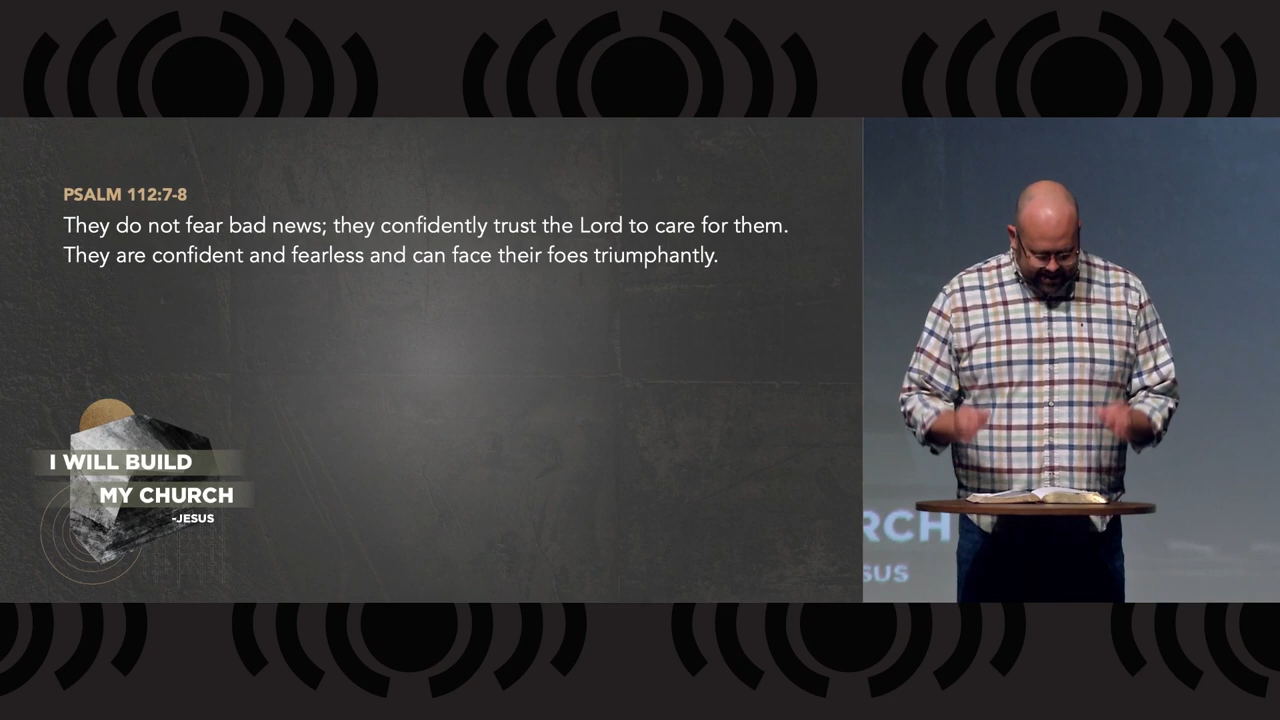 PSALM 112:7-8
They do not fear bad news; they confidently trust the Lord to care for them.
They are confident and fearless and can face their foes triumphantly.
I WILL BUILD
MY CHURCH
-JESUS
RCH
SUS